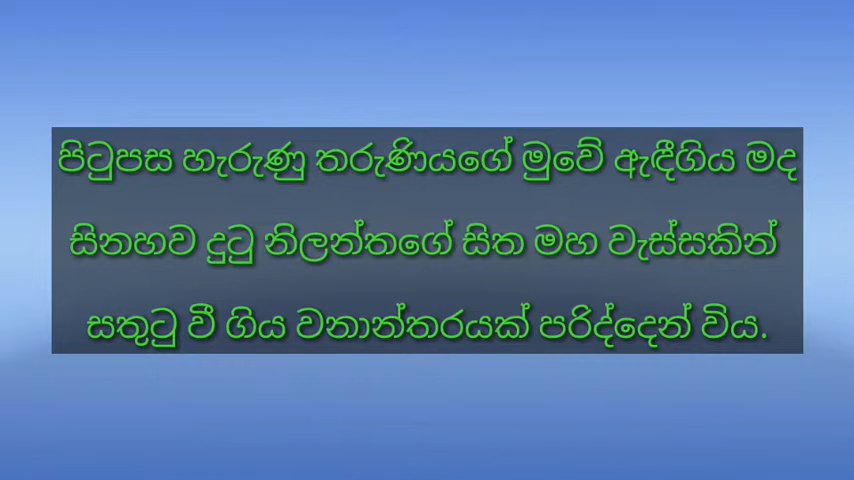 පිටුපස හැරුණු තරුණියගේ මුවේ ඇඳීගිය මද
සිනහව දුටු නිලන්තගේ සිත මහ වැස්සකින්
සතුටු වී ගිය වනාන්තරයක් පරිද්දෙන් විය.